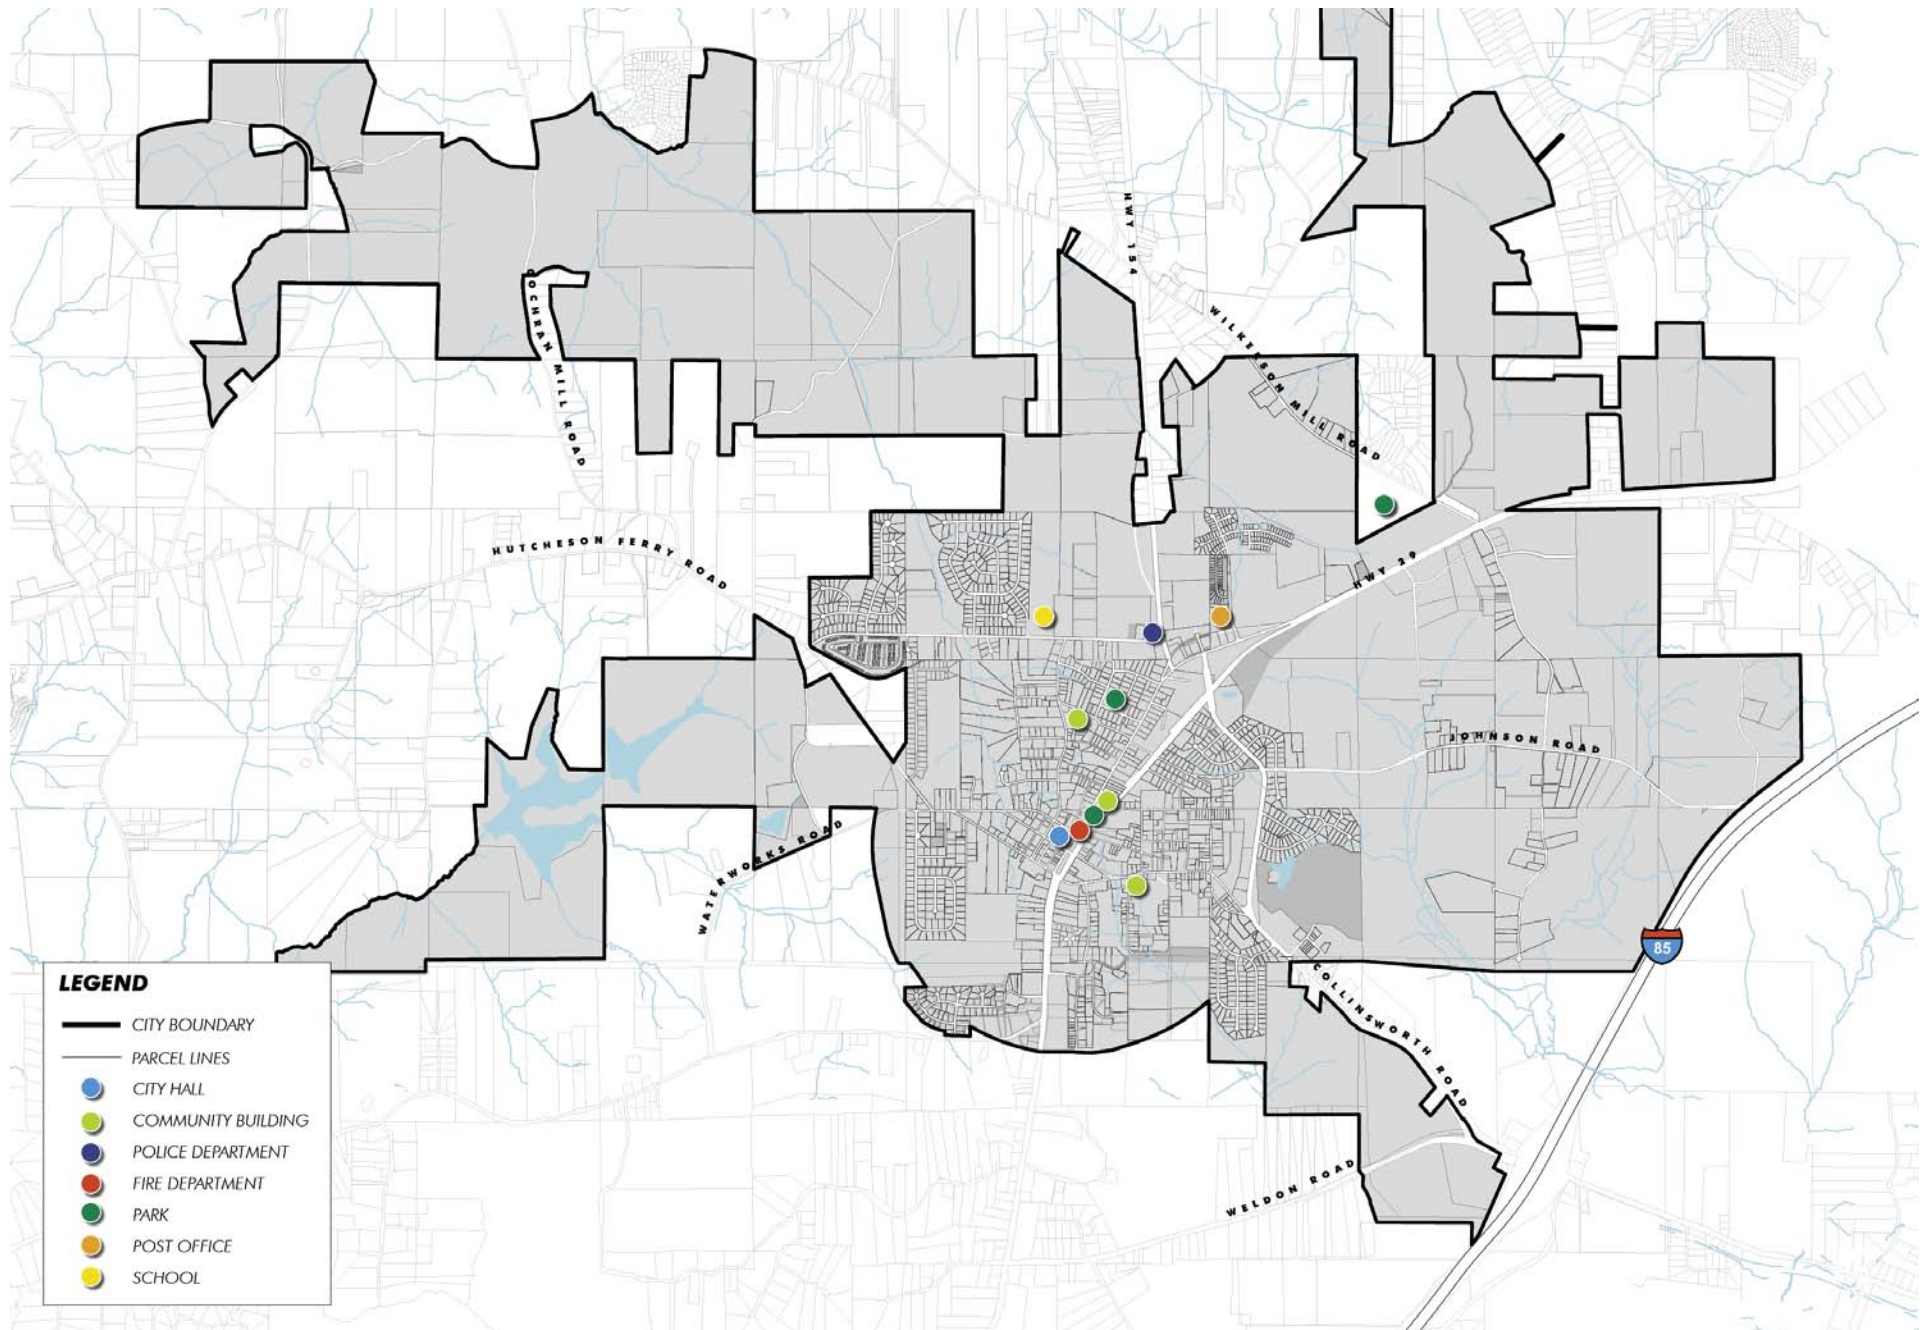 HWY 154
WILKERSON MILL ROAD
COCHRAN MILL ROAD
HUTCHESON FERRY ROAD
HWY 29
JOHNSON ROAD
WATERWORKS ROAD
85
COLLINSWORTH ROAD
WELDON ROAD
LEGEND
CITY BOUNDARY
PARCEL LINES
CITY HALL
COMMUNITY BUILDING
POLICE DEPARTMENT
FIRE DEPARTMENT
PARK
POST OFFICE
SCHOOL